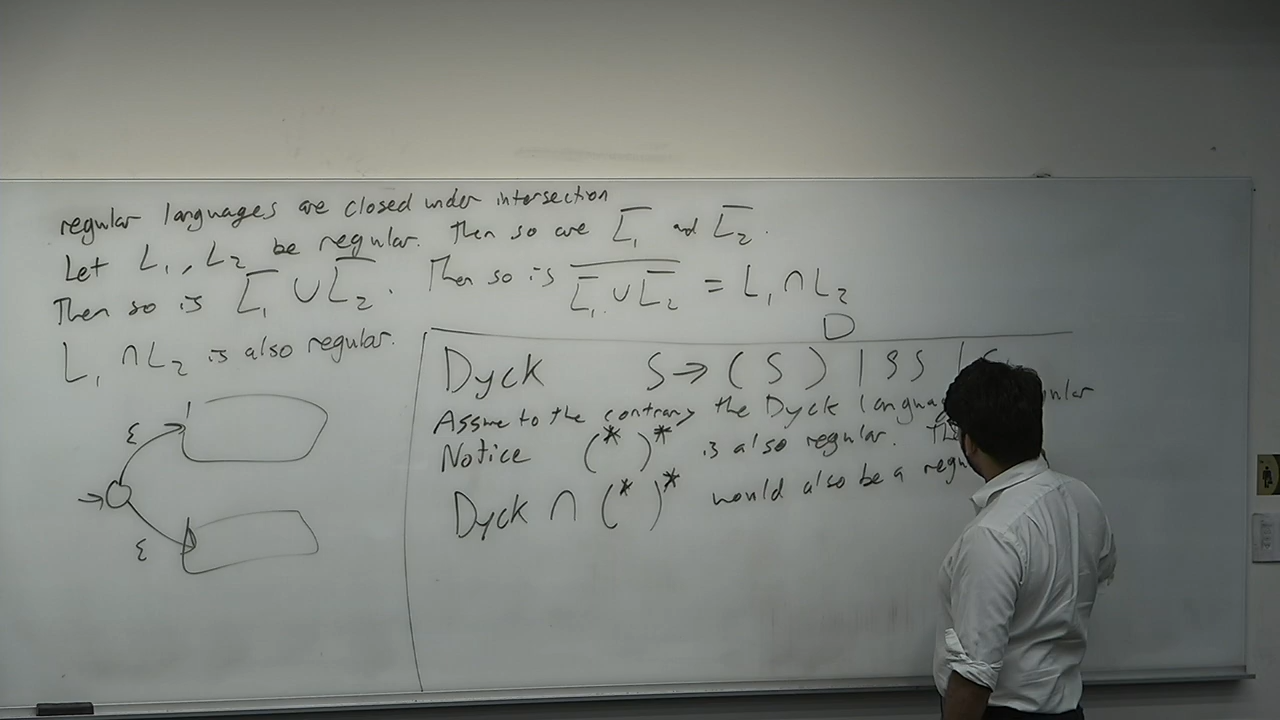 regular languages are closed under intersection
Let L₁, L₂ be regular. Then so are L̅₁ and L̅₂.
Then so is L̅₁ ∪ L̅₂. Then so is \overline{L̅₁ ∪ L̅₂} = L₁ ∩ L₂
L₁ ∩ L₂ is also regular.
D
Dyck S → ( S ) | SS |
Assume to the contrary the Dyck
Notice (* )* is also regular.
Dyck ∩ (* )* would also be a
ε
ε